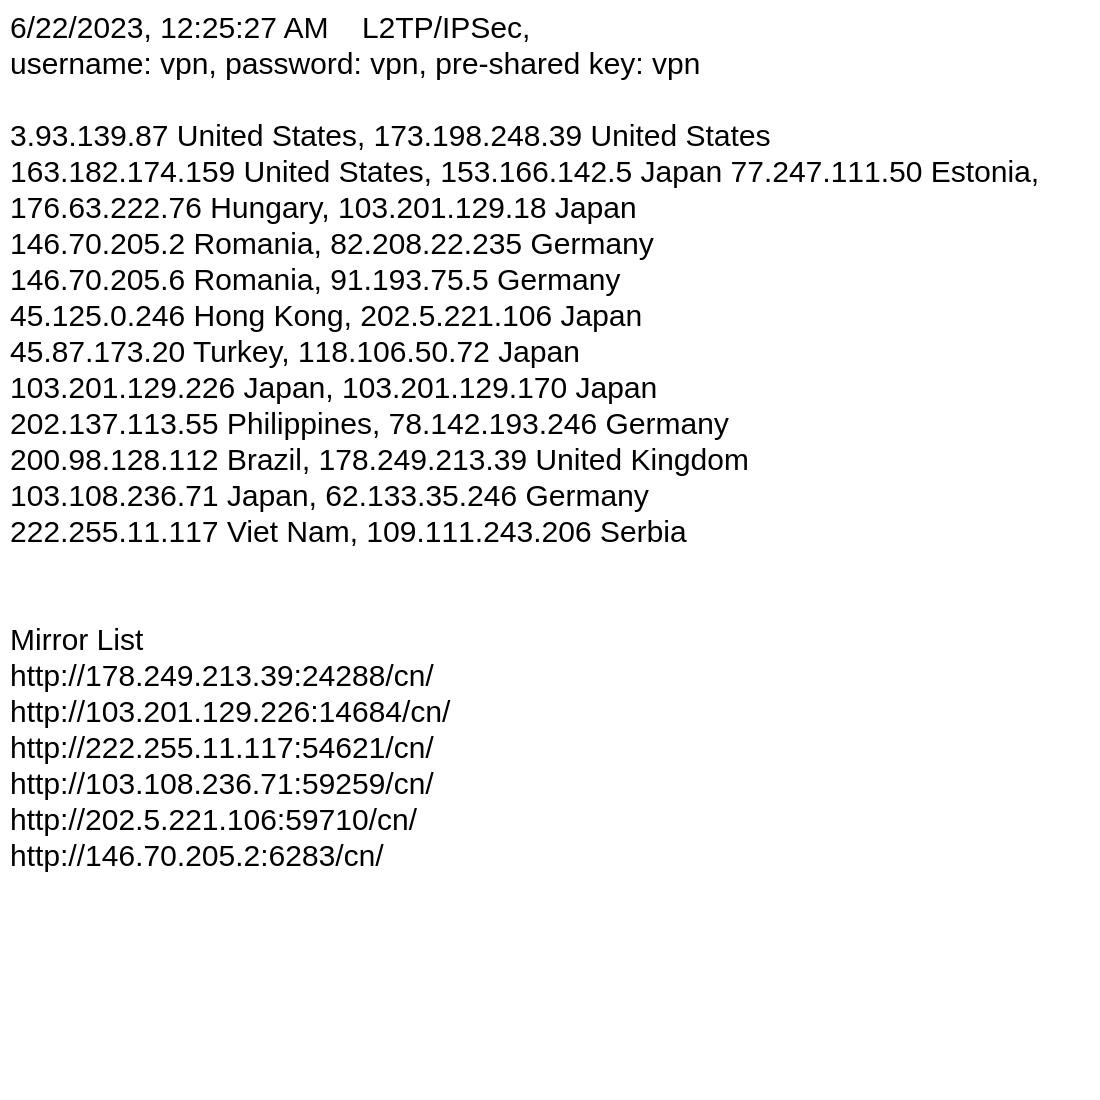 6/22/2023, 12:25:27 AM    L2TP/IPSec,
username: vpn, password: vpn, pre-shared key: vpn
3.93.139.87 United States, 173.198.248.39 United States
163.182.174.159 United States, 153.166.142.5 Japan 77.247.111.50 Estonia,
176.63.222.76 Hungary, 103.201.129.18 Japan
146.70.205.2 Romania, 82.208.22.235 Germany
146.70.205.6 Romania, 91.193.75.5 Germany
45.125.0.246 Hong Kong, 202.5.221.106 Japan
45.87.173.20 Turkey, 118.106.50.72 Japan
103.201.129.226 Japan, 103.201.129.170 Japan
202.137.113.55 Philippines, 78.142.193.246 Germany
200.98.128.112 Brazil, 178.249.213.39 United Kingdom
103.108.236.71 Japan, 62.133.35.246 Germany
222.255.11.117 Viet Nam, 109.111.243.206 Serbia
Mirror List
http://178.249.213.39:24288/cn/
http://103.201.129.226:14684/cn/
http://222.255.11.117:54621/cn/
http://103.108.236.71:59259/cn/
http://202.5.221.106:59710/cn/
http://146.70.205.2:6283/cn/